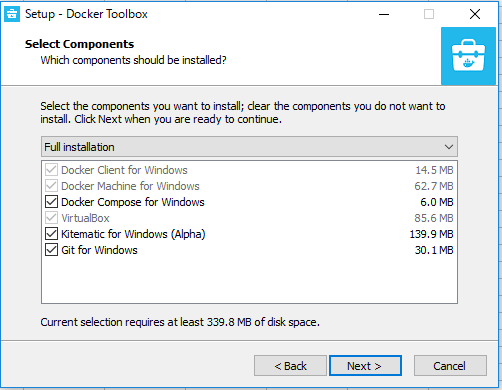 Setup - Docker Toolbox
Select Components
Which components should be installed?
Select the components you want to install; clear the components you do not want to
install. Click Next when you are ready to continue.
Full installation
Docker Client for Windows 14.5 MB
Docker Machine for Windows 62.7 MB
Docker Compose for Windows 6.0 MB
VirtualBox 85.6 MB
Kitematic for Windows (Alpha) 139.9 MB
Git for Windows 30.1 MB
Current selection requires at least 339.8 MB of disk space.
< Back Next > Cancel